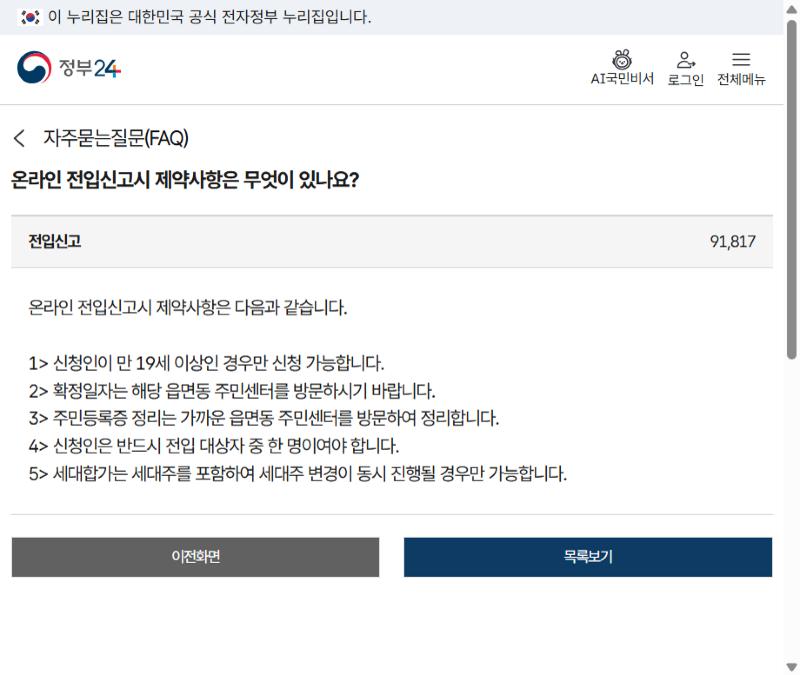 이 누리집은 대한민국 공식 전자정부 누리집입니다.
정부24
AI국민비서 로그인 전체메뉴
자주묻는질문(FAQ)
온라인 전입신고시 제약사항은 무엇이 있나요?
전입신고 91,817
온라인 전입신고시 제약사항은 다음과 같습니다.
1> 신청인이 만 19세 이상인 경우만 신청 가능합니다.
2> 확정일자는 해당 읍면동 주민센터를 방문하시기 바랍니다.
3> 주민등록증 정리는 가까운 읍면동 주민센터를 방문하여 정리합니다.
4> 신청인은 반드시 전입 대상자 중 한 명이여야 합니다.
5> 세대합가는 세대주를 포함하여 세대주 변경이 동시 진행될 경우만 가능합니다.
이전화면 목록보기